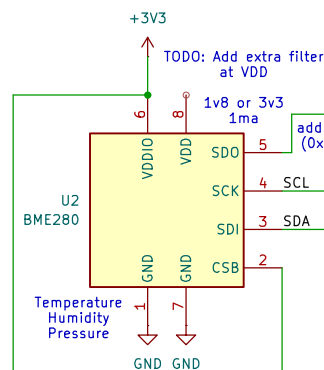 +3V3
TODO: Add extra filter
at VDD
1v8 or 3v3
1ma
6
8
VDDIO
VDD
SDO
5
add
(0x
U2
BME280
SCK
4
SCL
SDI
3
SDA
CSB
2
GND
GND
Temperature
Humidity
Pressure
1
7
GND
GND